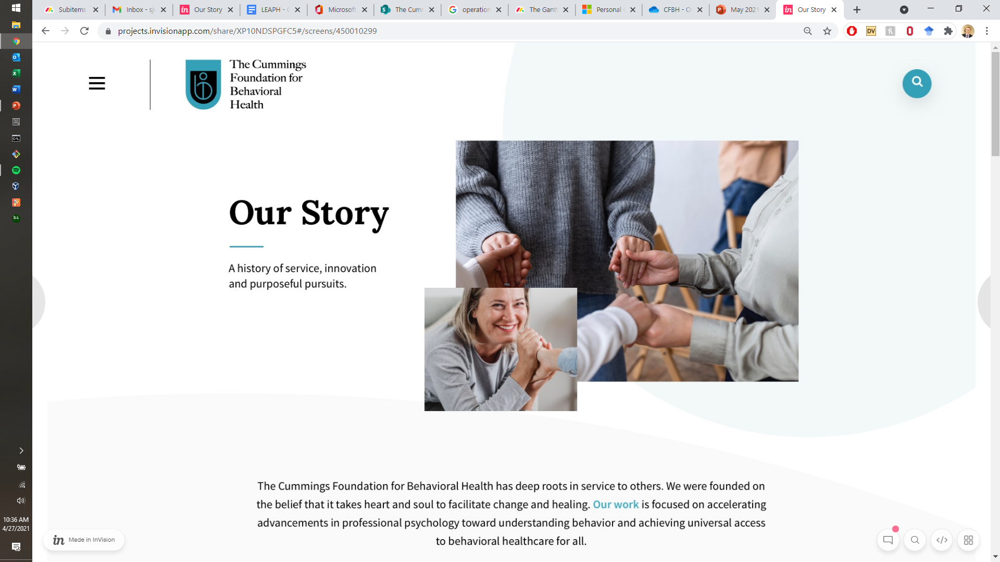 Subitems
Inbox - sj
Our Story
LEAPH - C
Microsoft
The Cumm
operation
The Gantt
Personal
CFBH - O
May 2021
Our Story
projects.invisionapp.com/share/XP10NDSPGFC5#/screens/450010299
DV
The Cummings
Foundation for
Behavioral
Health
Our Story
A history of service, innovation
and purposeful pursuits.
The Cummings Foundation for Behavioral Health has deep roots in service to others. We were founded on
the belief that it takes heart and soul to facilitate change and healing. Our work is focused on accelerating
advancements in professional psychology toward understanding behavior and achieving universal access
to behavioral healthcare for all.
in Made in InVision
10:36 AM
4/27/2021